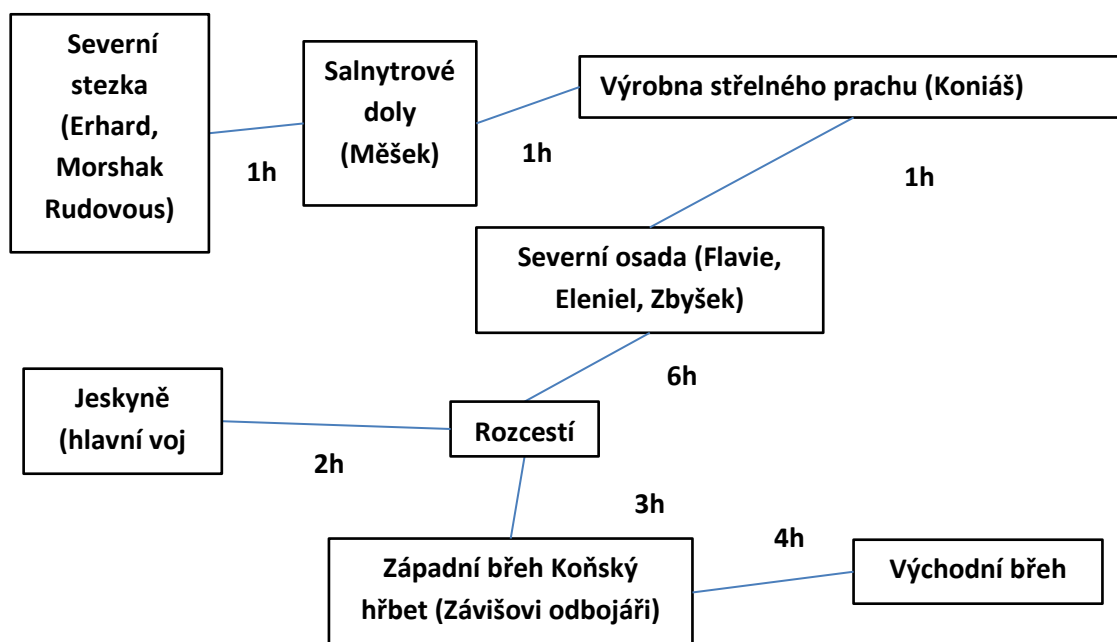 Severní
stezka
(Erhard,
Morshak
Rudovous)
1h
Salnytrové
doly
(Měšek)
1h
Výrobna střelného prachu (Koniáš)
1h
Severní osada (Flavie,
Eleniel, Zbyšek)
6h
Jeskyně
(hlavní voj
2h
Rozcestí
3h
Západní břeh Koňský
hřbet (Závišovi odbojáři)
4h
Východní břeh